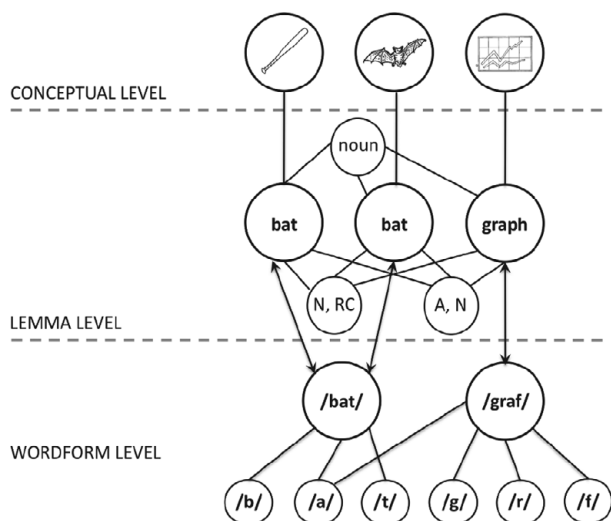 CONCEPTUAL LEVEL
noun
bat
bat
graph
N, RC
A, N
LEMMA LEVEL
/bat/
/graf/
WORDFORM LEVEL
/b/
/a/
/t/
/g/
/r/
/f/